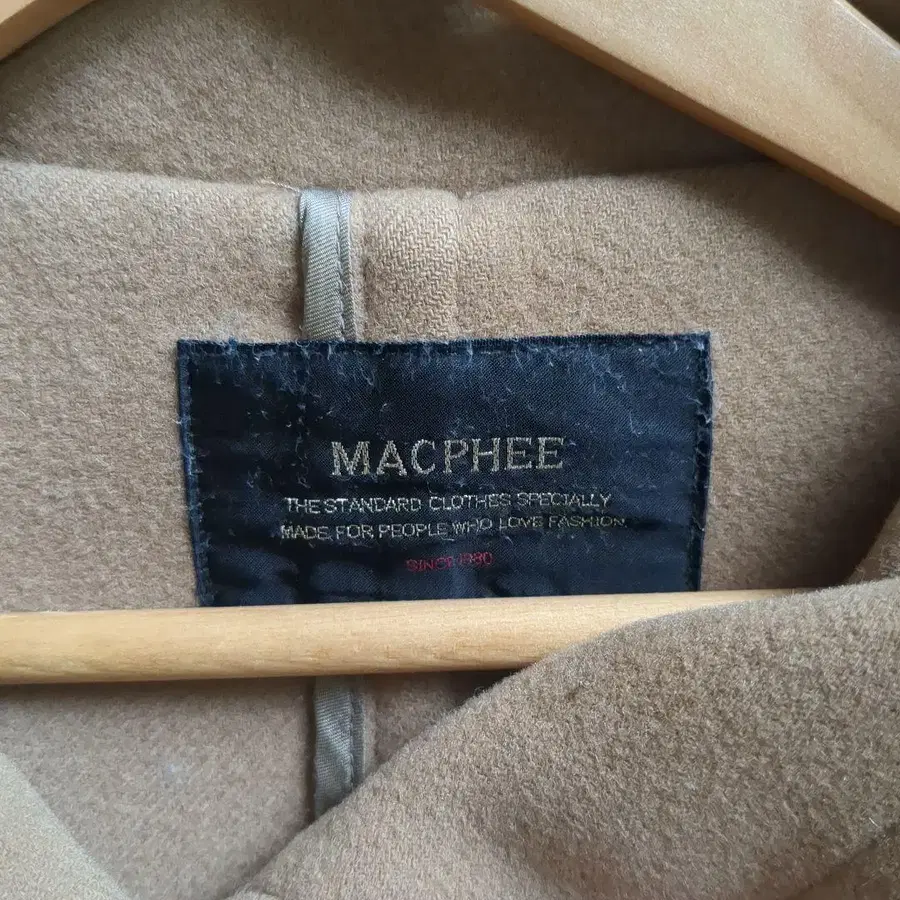 MACPHEE
THE STANDARD CLOTHES SPECIALLY
MADE FOR PEOPLE WHO LOVE FASHION
SINCE 1980